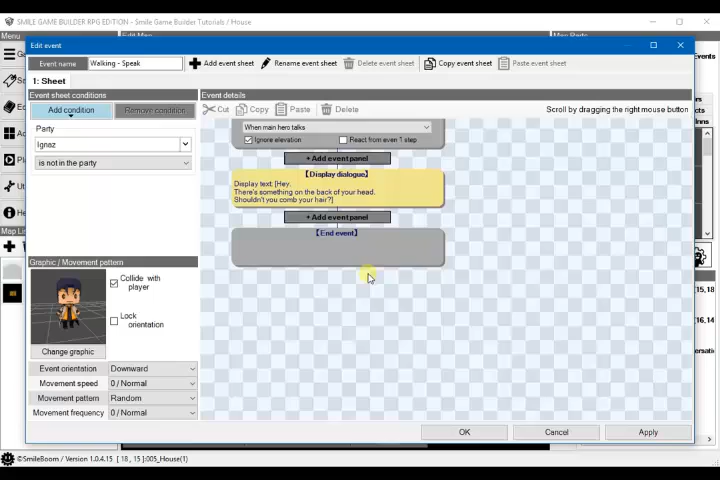 SMILE GAME BUILDER RPG EDITION - Smile Game Builder Tutorials / House
Menu
Edit event
Event name
Walking - Speak
Add event sheet
Rename event sheet
Delete event sheet
Copy event sheet
Paste event sheet
1: Sheet
Event sheet conditions
Event details
Add condition
Remove condition
Cut
Copy
Paste
Delete
Scroll by dragging the right mouse button
Party
Ignaz
is not in the party
When main hero talks
Ignore elevation
React from even 1 step
+ Add event panel
【Display dialogue】
Display text: [Hey.
There's something on the back of your head.
Shouldn't you comb your hair?]
+ Add event panel
【End event】
Graphic / Movement pattern
Collide with
player
Lock
orientation
Change graphic
Event orientation
Downward
Movement speed
0 / Normal
Movement pattern
Random
Movement frequency
0 / Normal
OK
Cancel
Apply
Map Li
©SmileBoom / Version 1.0.4.15 [ 18 , 15 ]:005_House(1)
Events
15,18
16,14